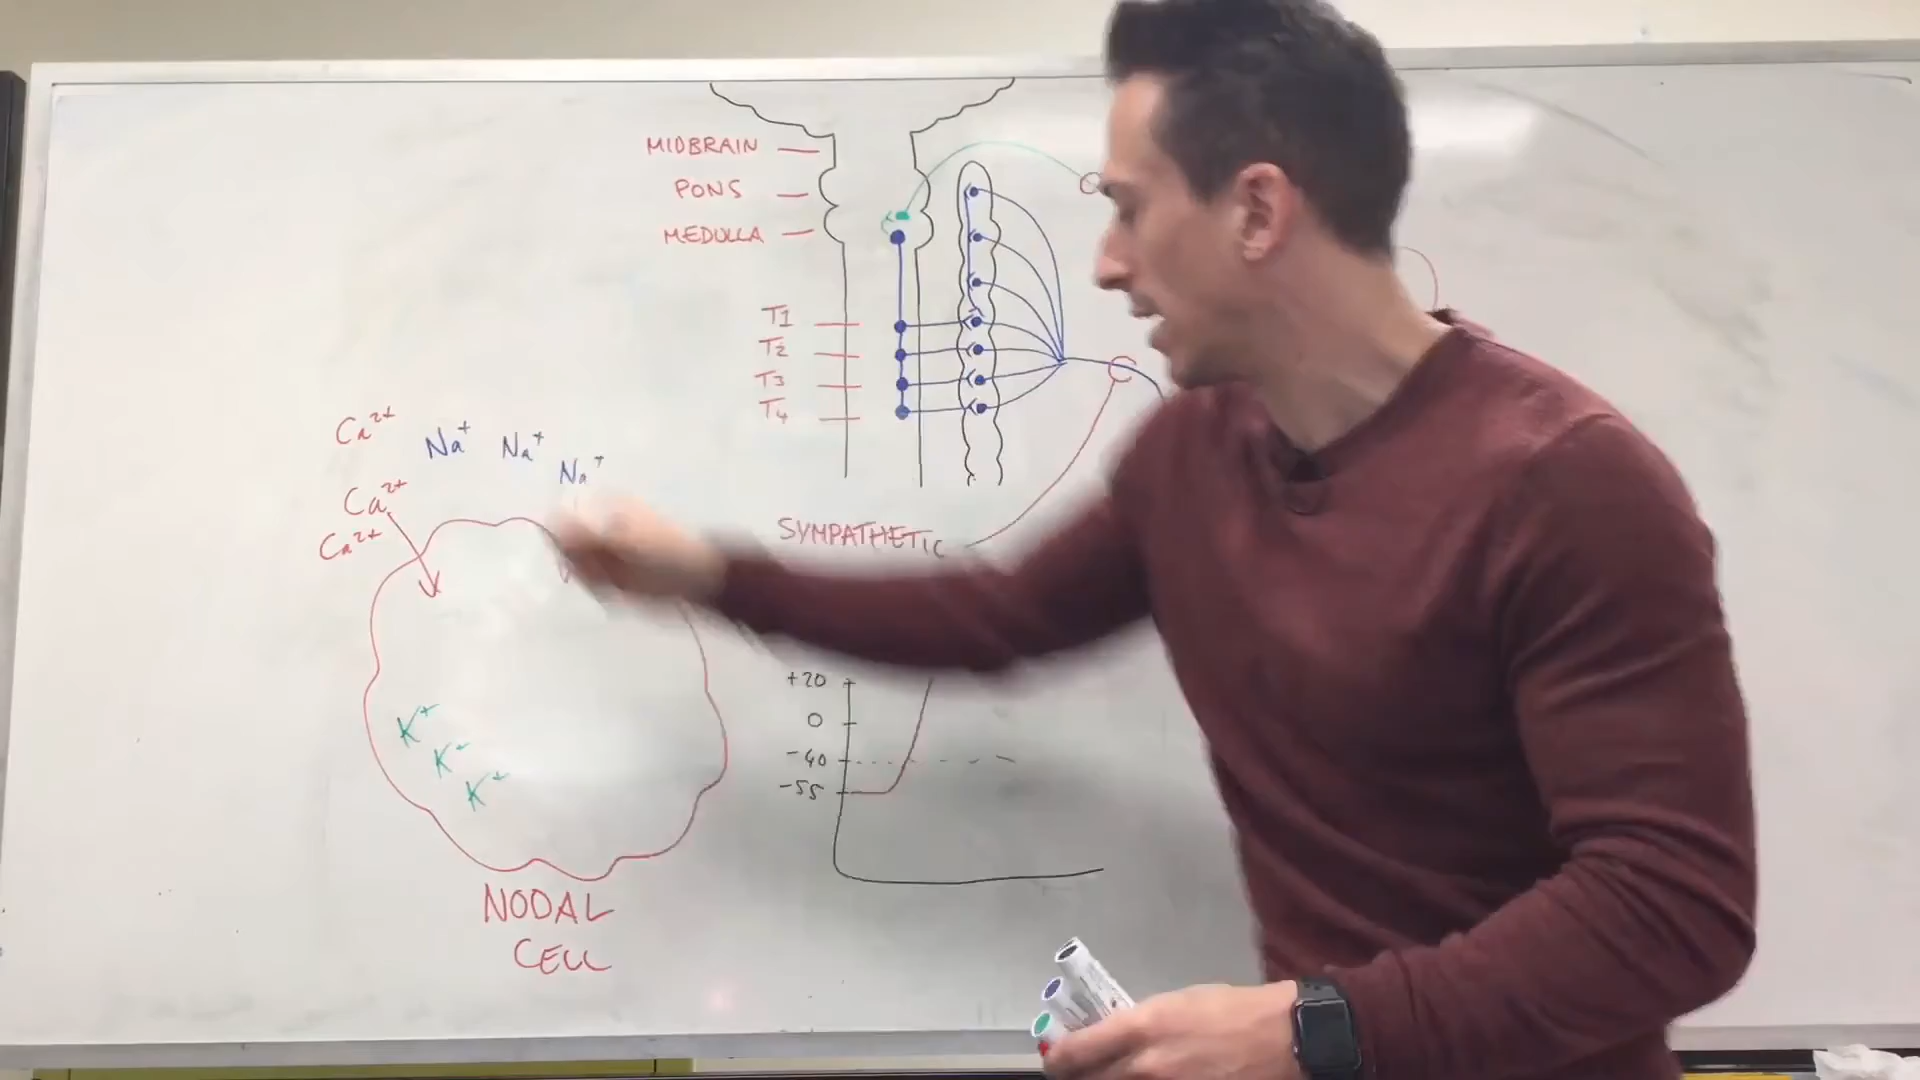 MIDBRAIN
PONS
MEDULLA
T1
T2
T3
T4
Ca²⁺
Na⁺ Na⁺
Na⁺
Ca²⁺
Ca²⁺
SYMPATHETIC
K⁺
K⁺
K⁺
+20
0
-40
-55
NODAL
CELL